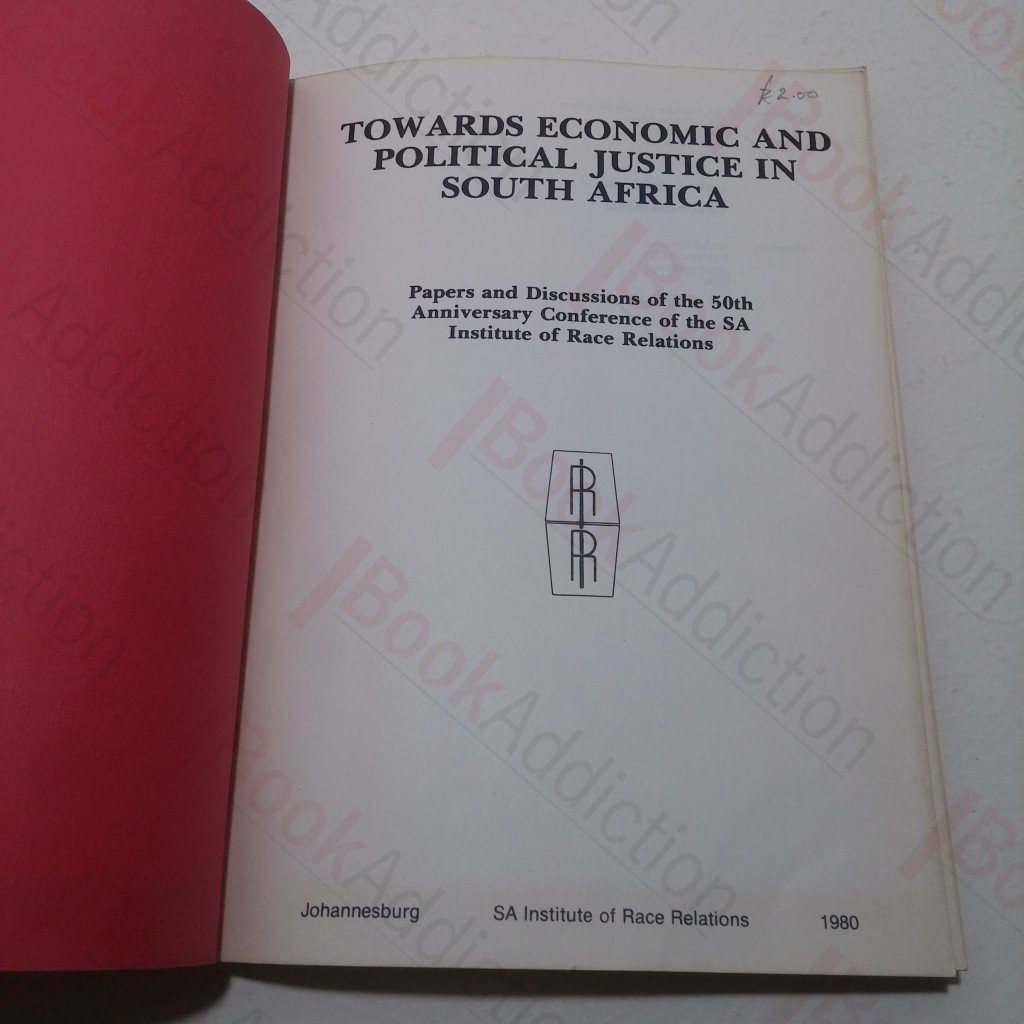 R2.00
TOWARDS ECONOMIC AND
POLITICAL JUSTICE IN
SOUTH AFRICA
Papers and Discussions of the 50th
Anniversary Conference of the SA
Institute of Race Relations
Johannesburg SA Institute of Race Relations 1980
BookAddiction